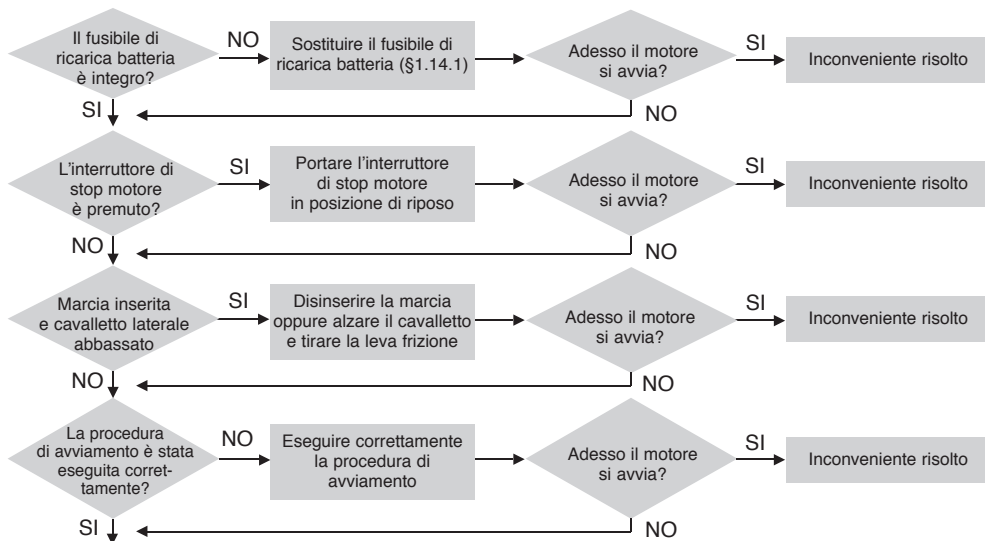 Il fusibile di
ricarica batteria
è integro?
NO
Sostituire il fusibile di
ricarica batteria (§1.14.1)
Adesso il motore
si avvia?
SI
Inconveniente risolto
SI
NO
L'interruttore di
stop motore
è premuto?
SI
Portare l'interruttore
di stop motore
in posizione di riposo
Adesso il motore
si avvia?
SI
Inconveniente risolto
NO
NO
Marcia inserita
e cavalletto laterale
abbassato
SI
Disinserire la marcia
oppure alzare il cavalletto
e tirare la leva frizione
Adesso il motore
si avvia?
SI
Inconveniente risolto
NO
NO
La procedura
di avviamento è stata
eseguita corret-
tamente?
NO
Eseguire correttamente
la procedura di
avviamento
Adesso il motore
si avvia?
SI
Inconveniente risolto
SI
NO